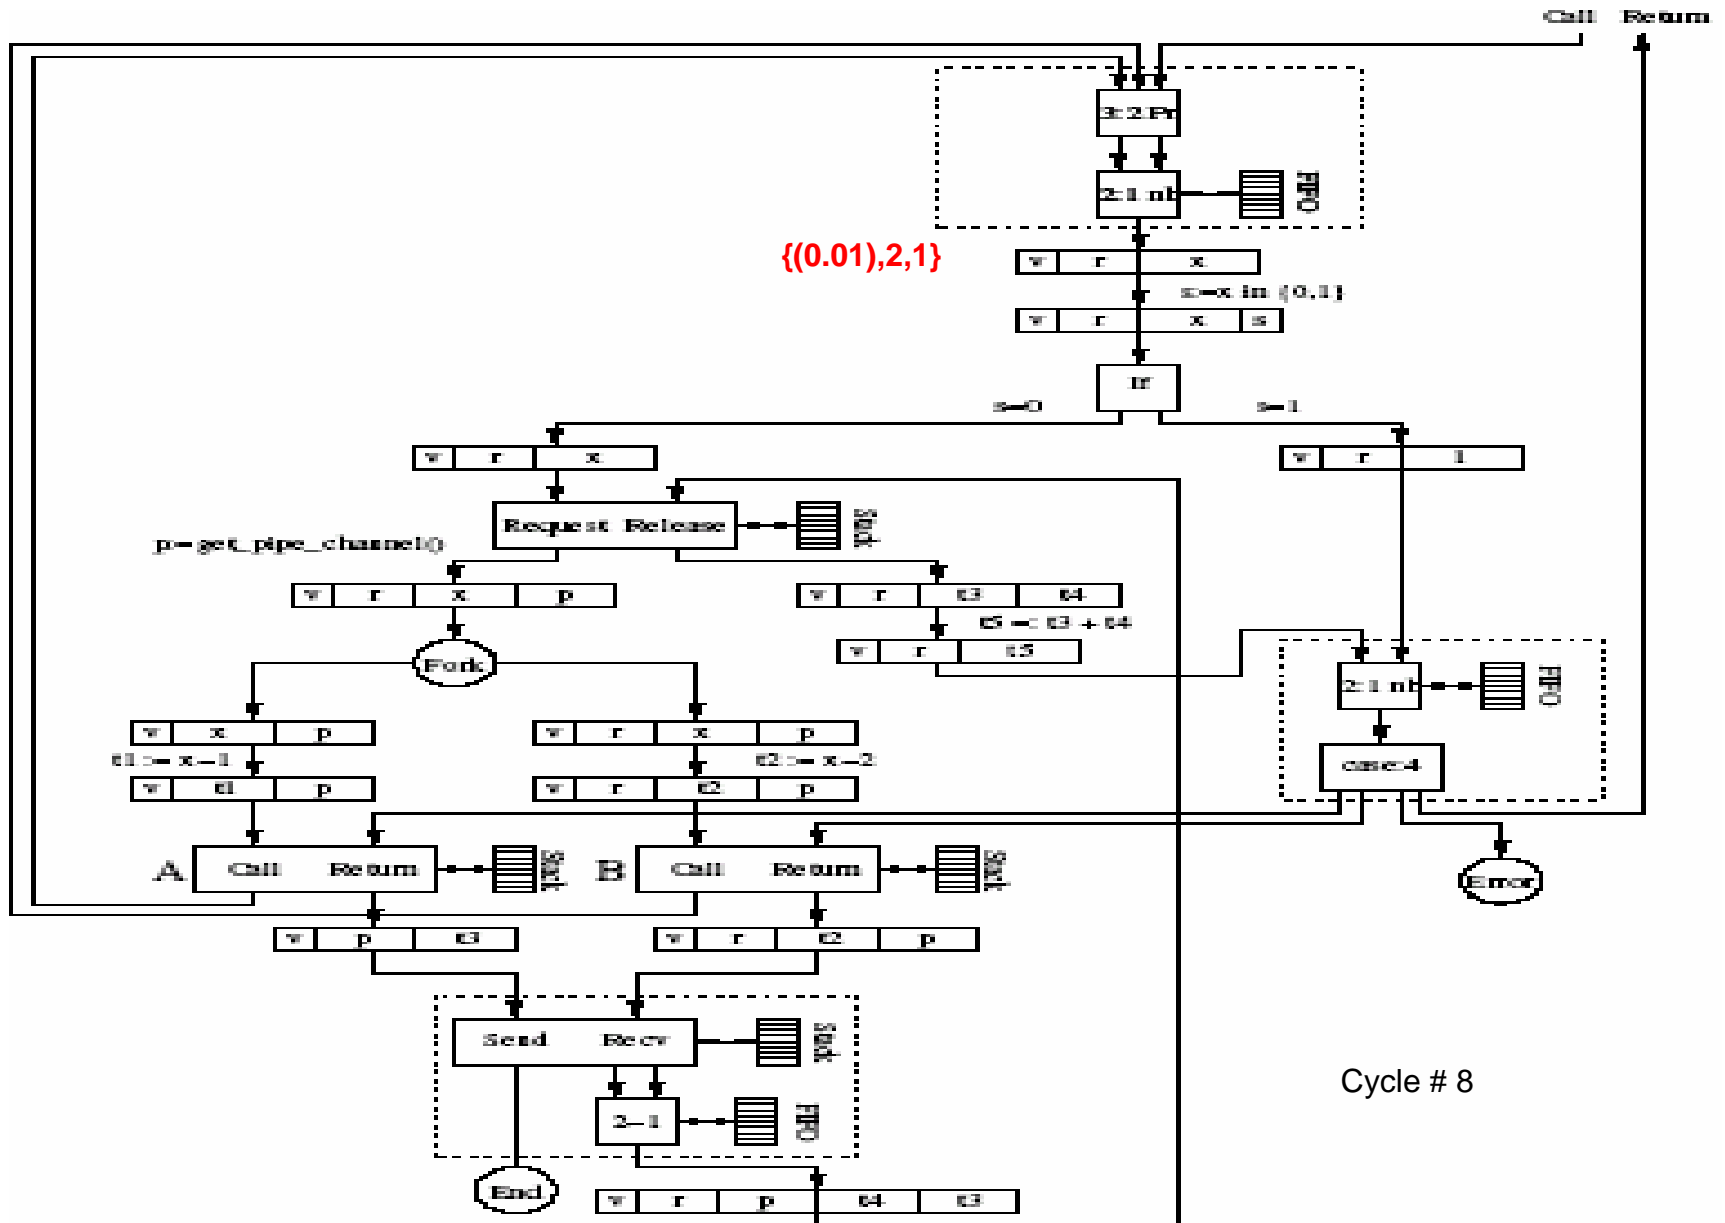 Call Return
3:2 Pr
2:1 nb
FIFO
{(0.01),2,1}
v r x
s:=x in {0,1}
v r x s
If
s=0
s=1
v r x
v r 1
Request Release
Stack
p=get_pipe_channel()
v r x p
v r t3 t4
t5 =: t3 + t4
v r t5
Fork
2:1 nb
FIFO
v x p
v r x p
t1 := x-1
t2 := x-2
v t1 p
v r t2 p
case:4
A
Call Return
Stack
B
Call Return
Stack
Error
v p t3
v r t2 p
Send Recv
Stack
Cycle # 8
2-1
FIFO
End
v r p t4 t3